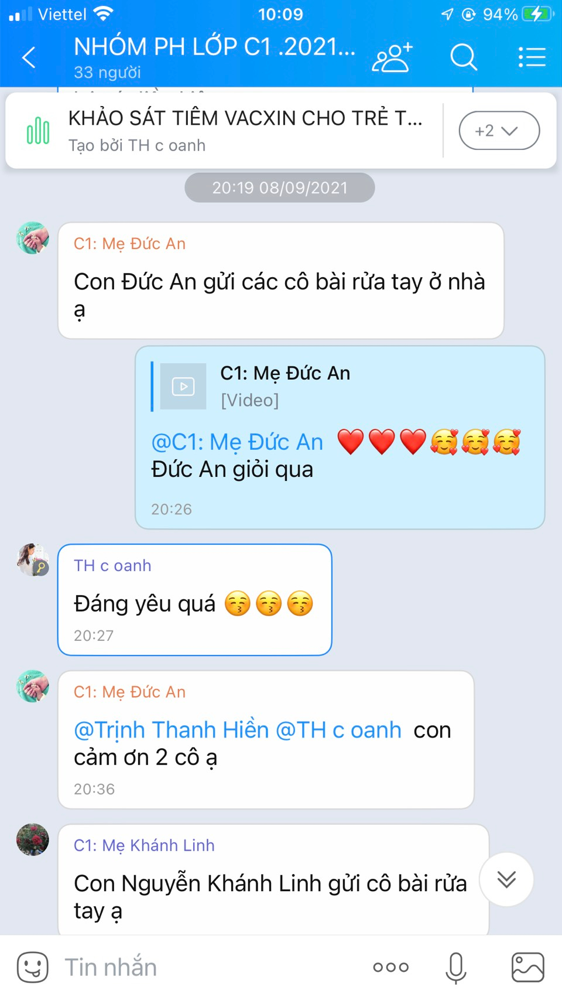 Viettel 10:09 94%
NHÓM PH LỚP C1 .2021...
33 người
KHẢO SÁT TIÊM VACXIN CHO TRẺ T...
Tạo bởi TH c oanh
+2
20:19 08/09/2021
C1: Mẹ Đức An
Con Đức An gửi các cô bài rửa tay ở nhà
ạ
C1: Mẹ Đức An
[Video]
@C1: Mẹ Đức An ❤️❤️❤️🥰🥰🥰
Đức An giỏi qua
20:26
TH c oanh
Đáng yêu quá 😚😚😚
20:27
C1: Mẹ Đức An
@Trịnh Thanh Hiền @TH c oanh con
cảm ơn 2 cô ạ
20:36
C1: Mẹ Khánh Linh
Con Nguyễn Khánh Linh gửi cô bài rửa
tay ạ
Tin nhắn